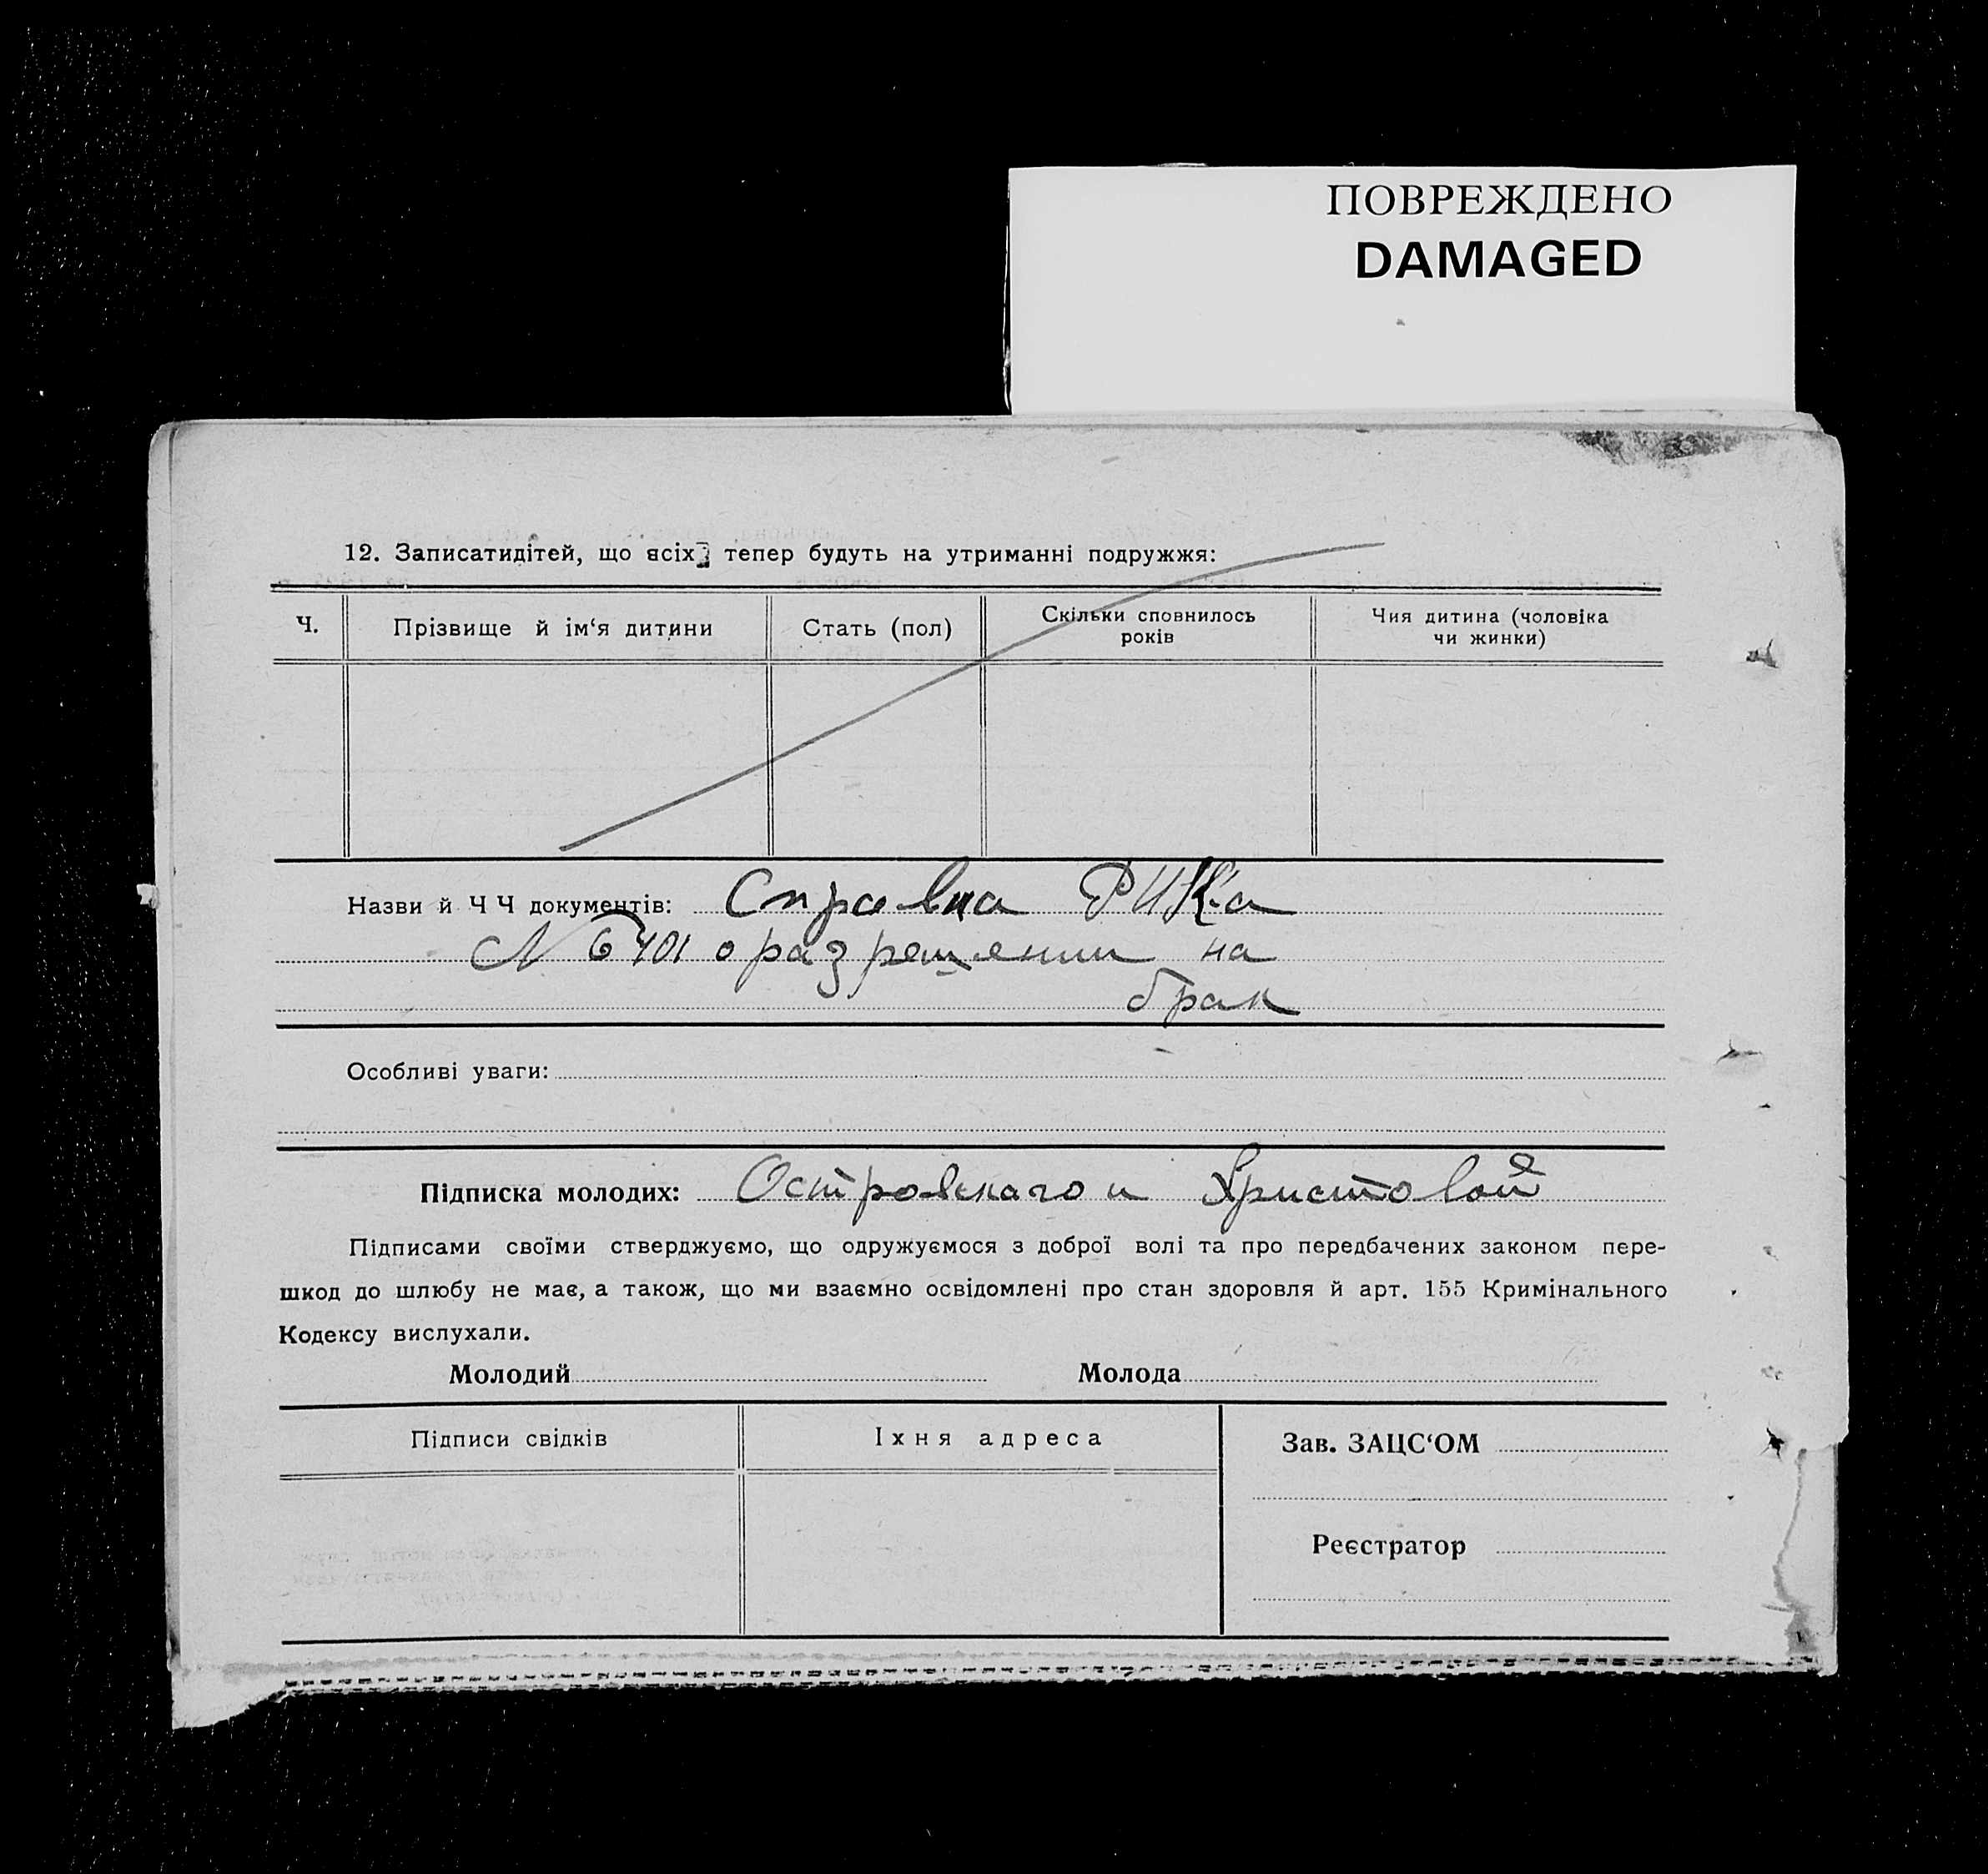 ПОВРЕЖДЕНО
DAMAGED
12. Записатидітей, що всіх тепер будуть на утриманні подружжя:
Ч.
Прізвище й ім‘я дитини
Стать (пол)
Скільки сповнилось
років
Чия дитина (чоловіка
чи жинки)
Назви й Ч Ч документів: Справка РИК‘а
N 6401 о разрешении на
брак
Особливі уваги:
Підписка молодих: Островскаго и Христовой
Підписами своїми стверджуємо, що одружуємося з доброї волі та про передбачених законом пере-
шкод до шлюбу не має, а також, що ми взаємно освідомлені про стан здоровля й арт. 155 Кримінального
Кодексу вислухали.
Молодий Молода
Підписи свідків
Їхня адреса
Зав. ЗАЦС‘ОМ
Реєстратор